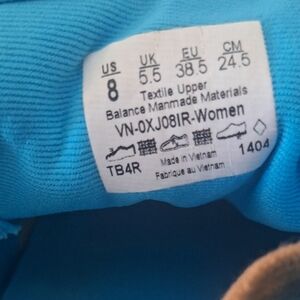 US UK EU CM
8 5.5 38.5 24.5
Textile Upper
Balance Manmade Materials
VN-0XJ08IR-Women
TB4R Made in Vietnam 1404
Fabrique au Vietnam